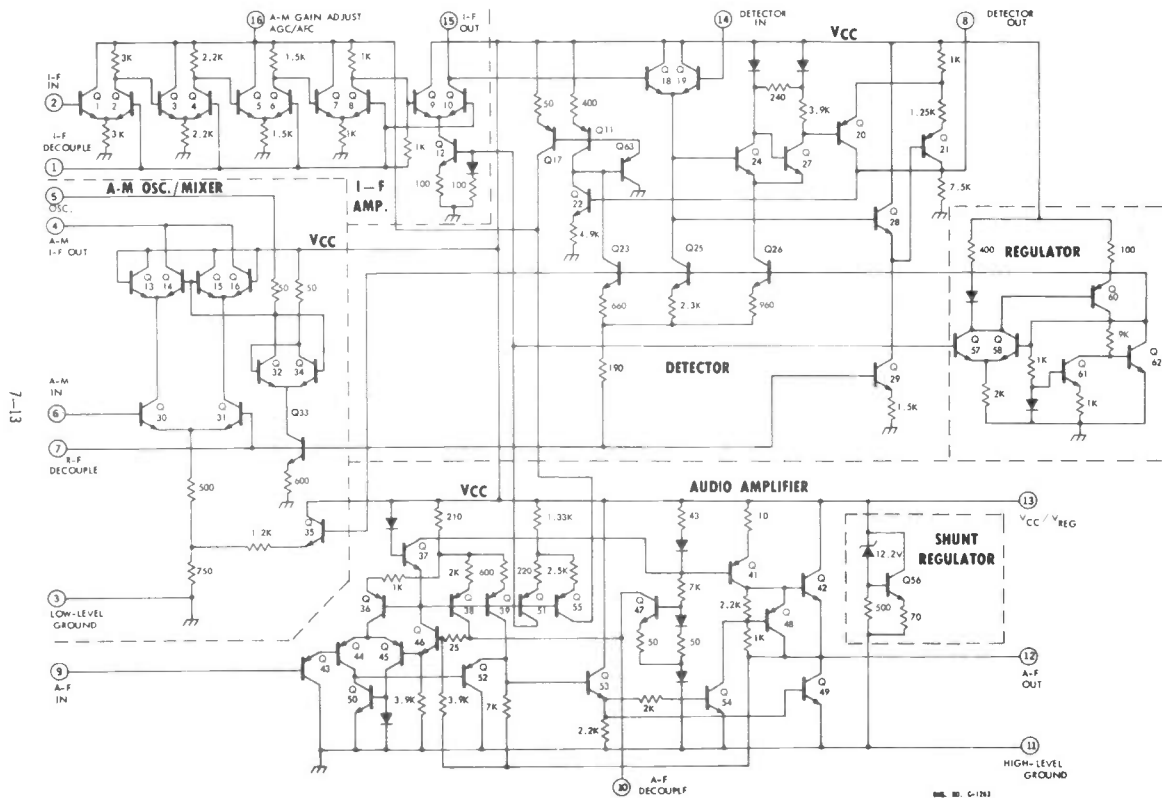 16 A-M GAIN ADJUST AGC/AFC
15 I-F OUT
14 DETECTOR IN
8 DETECTOR OUT
VCC
3K
2.2K
1.5K
1K
50
400
240
3.9K
1K
1.25K
I-F IN
2
Q 1
Q 2
Q 3
Q 4
Q 5
Q 6
Q 7
Q 8
Q 9
Q 10
Q 18
Q 19
3K
2.2K
1.5K
1K
1K
Q 12
Q17
Q11
Q63
Q 24
Q 27
Q 20
Q 21
I-F DECOUPLE
1
100
100
Q 22
4.9K
7.5K
Q 28
A-M OSC./MIXER
I-F AMP.
5
OSC.
4
A-M I-F OUT
VCC
Q 13
Q 14
Q 15
Q 16
50
50
Q23
Q25
Q26
660
2.3K
960
REGULATOR
400
100
Q 60
9K
Q 57
Q 58
1K
Q 61
Q 62
2K
1K
Q 32
Q 34
190
DETECTOR
Q 29
1.5K
A-M IN
6
Q 30
Q 31
Q33
7
R-F DECOUPLE
600
500
7-13
VCC
AUDIO AMPLIFIER
1.2K
Q 35
750
3
LOW-LEVEL GROUND
210
1.33K
43
10
13
VCC/VREG
Q 37
1K
2K
600
220
2.5K
Q 36
Q 38
Q 39
Q 51
Q 55
7K
Q 41
Q 42
Q 47
2.2K
Q 48
1K
50
50
SHUNT REGULATOR
12.2V
Q56
500
70
Q 46
25
Q 44
Q 45
9
A-F IN
Q 43
Q 50
Q 52
3.9K
3.9K
7K
Q 53
2K
Q 54
Q 49
2.2K
12
A-F OUT
11
HIGH-LEVEL GROUND
10
A-F DECOUPLE